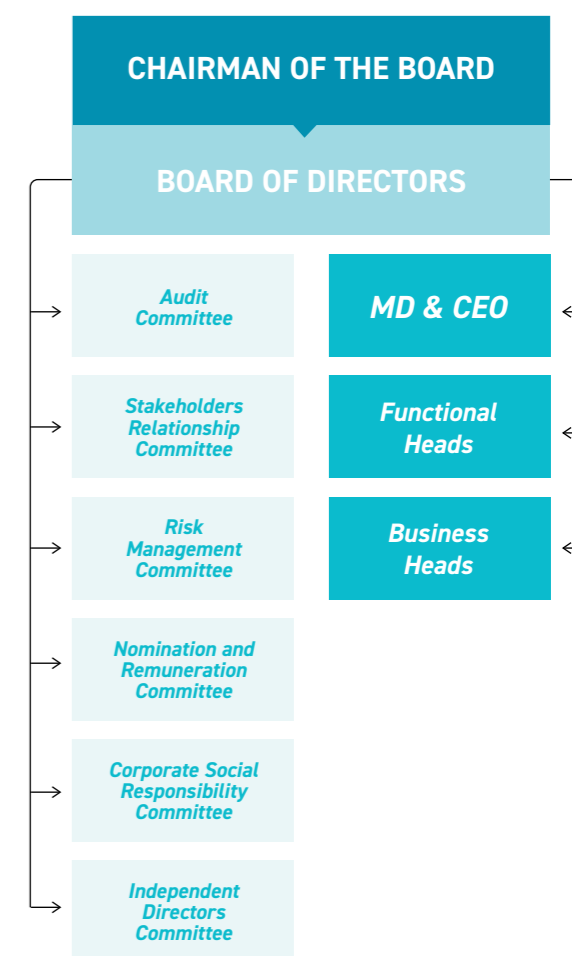 CHAIRMAN OF THE BOARD
BOARD OF DIRECTORS
Audit
Committee
MD & CEO
Stakeholders
Relationship
Committee
Functional
Heads
Risk
Management
Committee
Business
Heads
Nomination and
Remuneration
Committee
Corporate Social
Responsibility
Committee
Independent
Directors
Committee